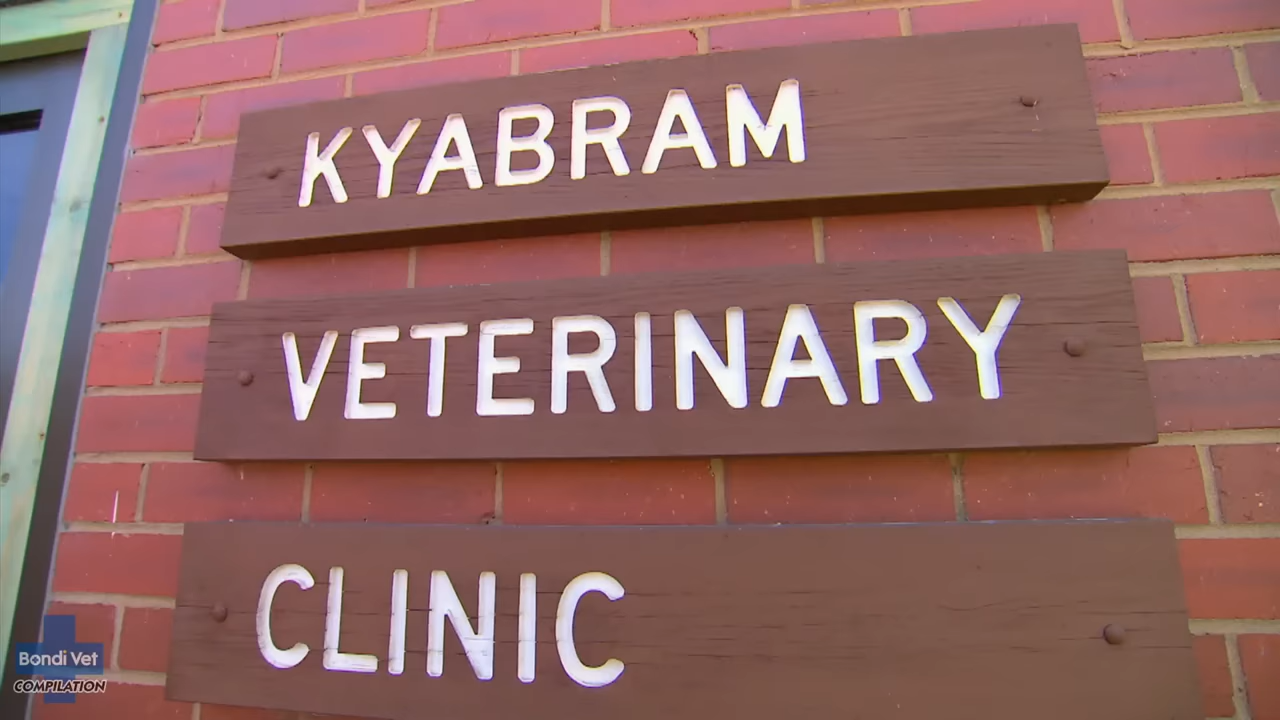 KYABRAM
VETERINARY
CLINIC
Bondi Vet
COMPILATION